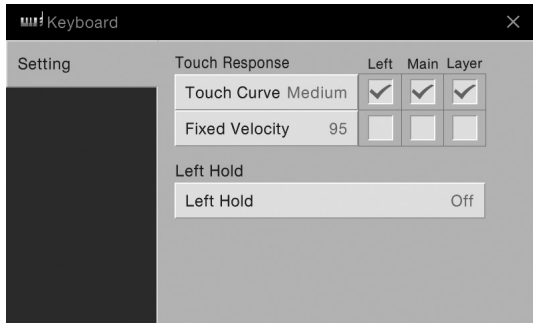 Keyboard
Setting
Touch Response Left Main Layer
Touch Curve Medium
Fixed Velocity 95
Left Hold
Left Hold Off